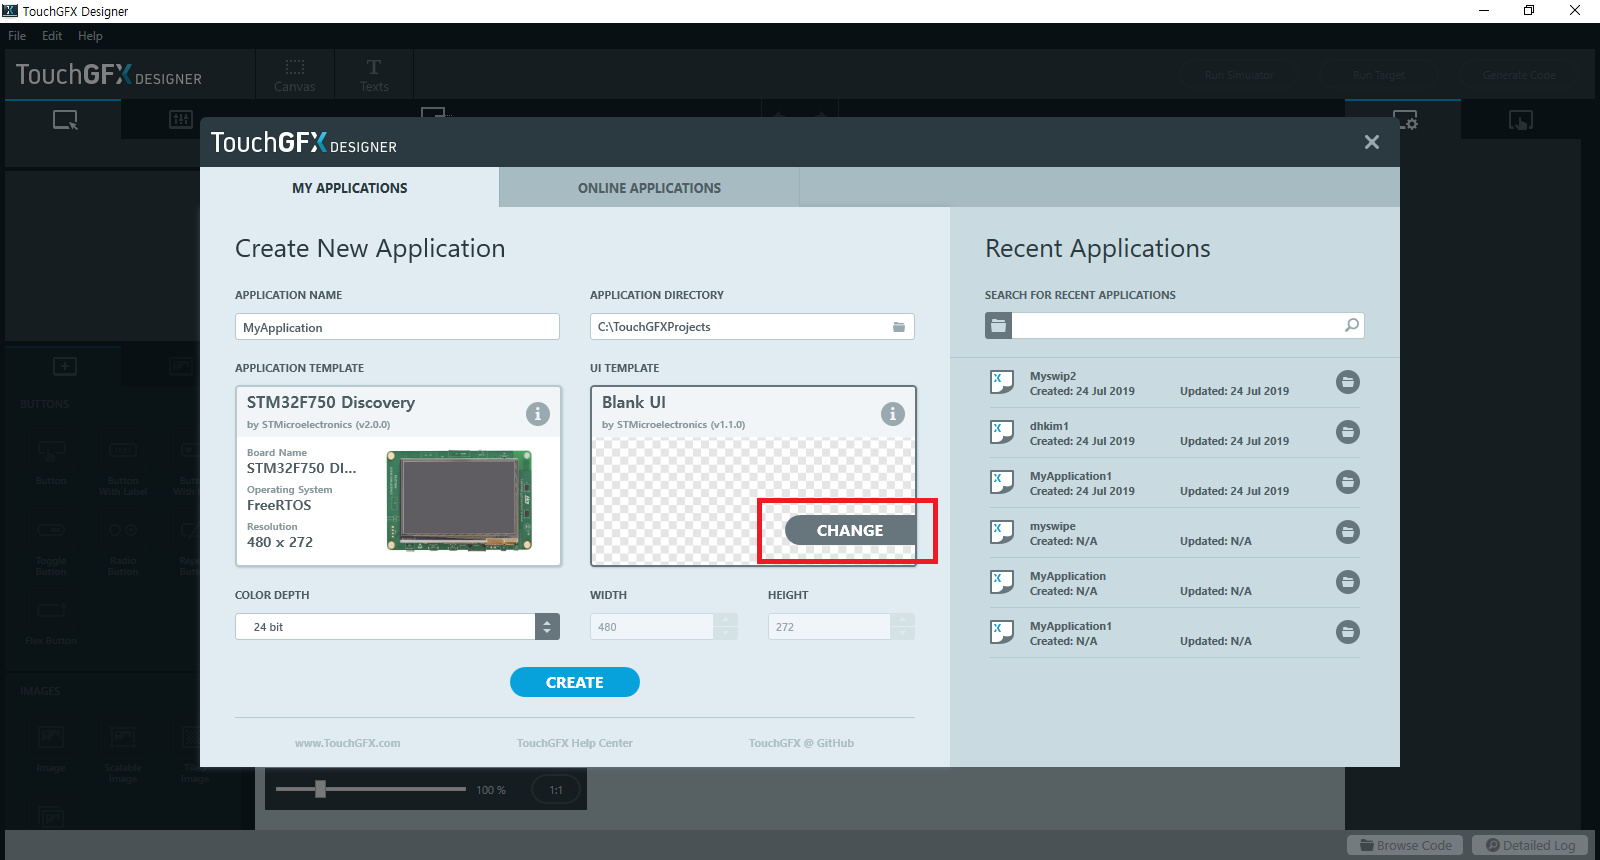 TouchGFX Designer
File Edit Help
TouchGFX DESIGNER
Canvas
Texts
Run Simulator
Run Target
Generate Code
TouchGFX DESIGNER
MY APPLICATIONS
ONLINE APPLICATIONS
Create New Application
APPLICATION NAME
MyApplication
APPLICATION DIRECTORY
C:\TouchGFXProjects
APPLICATION TEMPLATE
STM32F750 Discovery
by STMicroelectronics (v2.0.0)
Board Name
STM32F750 DI...
Operating System
FreeRTOS
Resolution
480 x 272
UI TEMPLATE
Blank UI
by STMicroelectronics (v1.1.0)
CHANGE
COLOR DEPTH
24 bit
WIDTH
480
HEIGHT
272
CREATE
www.TouchGFX.com
TouchGFX Help Center
TouchGFX @ GitHub
Recent Applications
SEARCH FOR RECENT APPLICATIONS
Myswip2
Created: 24 Jul 2019 Updated: 24 Jul 2019
dhkim1
Created: 24 Jul 2019 Updated: 24 Jul 2019
MyApplication1
Created: 24 Jul 2019 Updated: 24 Jul 2019
myswipe
Created: N/A Updated: N/A
MyApplication
Created: N/A Updated: N/A
MyApplication1
Created: N/A Updated: N/A
BUTTONS
Button
Button
With Label
Toggle
Button
Radio
Button
Flex Button
IMAGES
Image
Scalable
Image
Image
100 %
1:1
Browse Code
Detailed Log